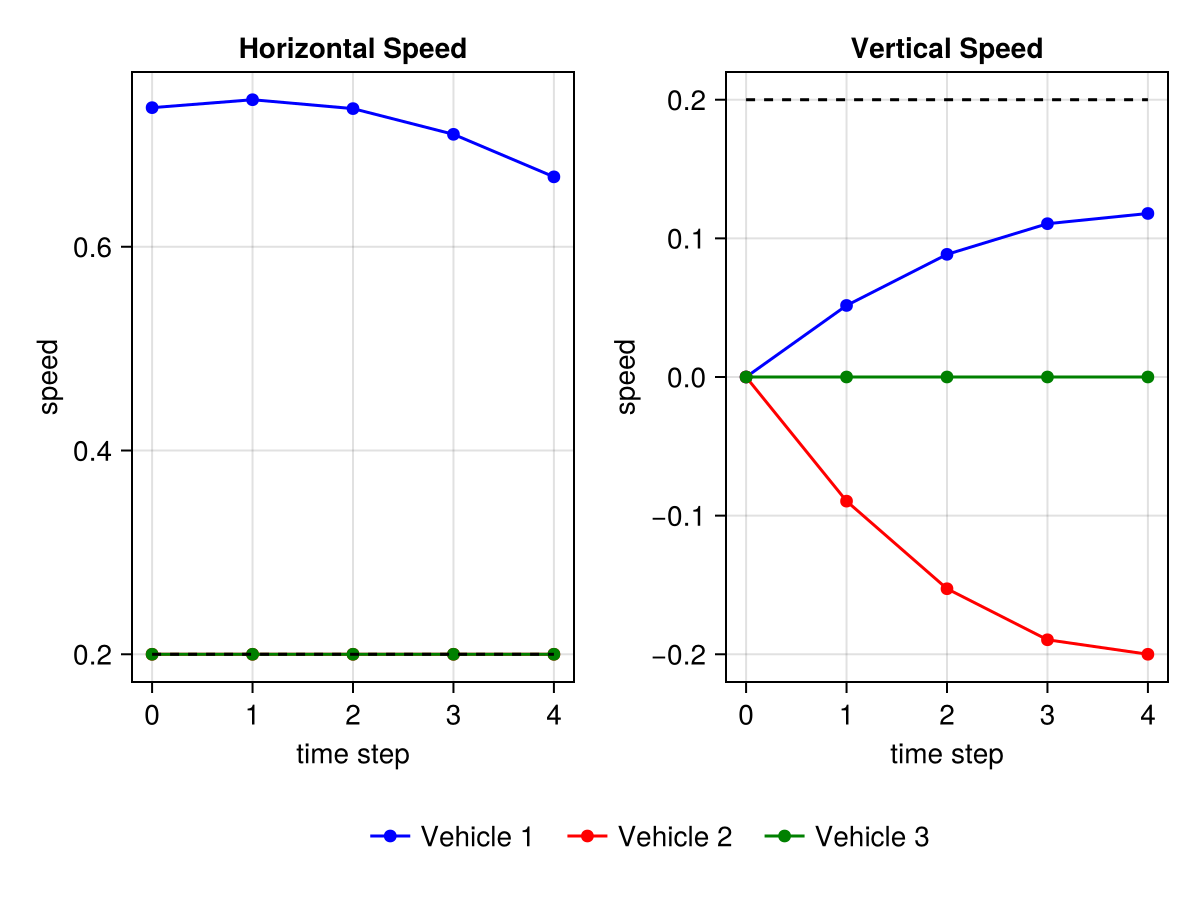 Horizontal Speed
Vertical Speed
speed
0.6
0.4
0.2
0 1 2 3 4
time step
speed
0.2
0.1
0.0
−0.1
−0.2
0 1 2 3 4
time step
Vehicle 1 Vehicle 2 Vehicle 3